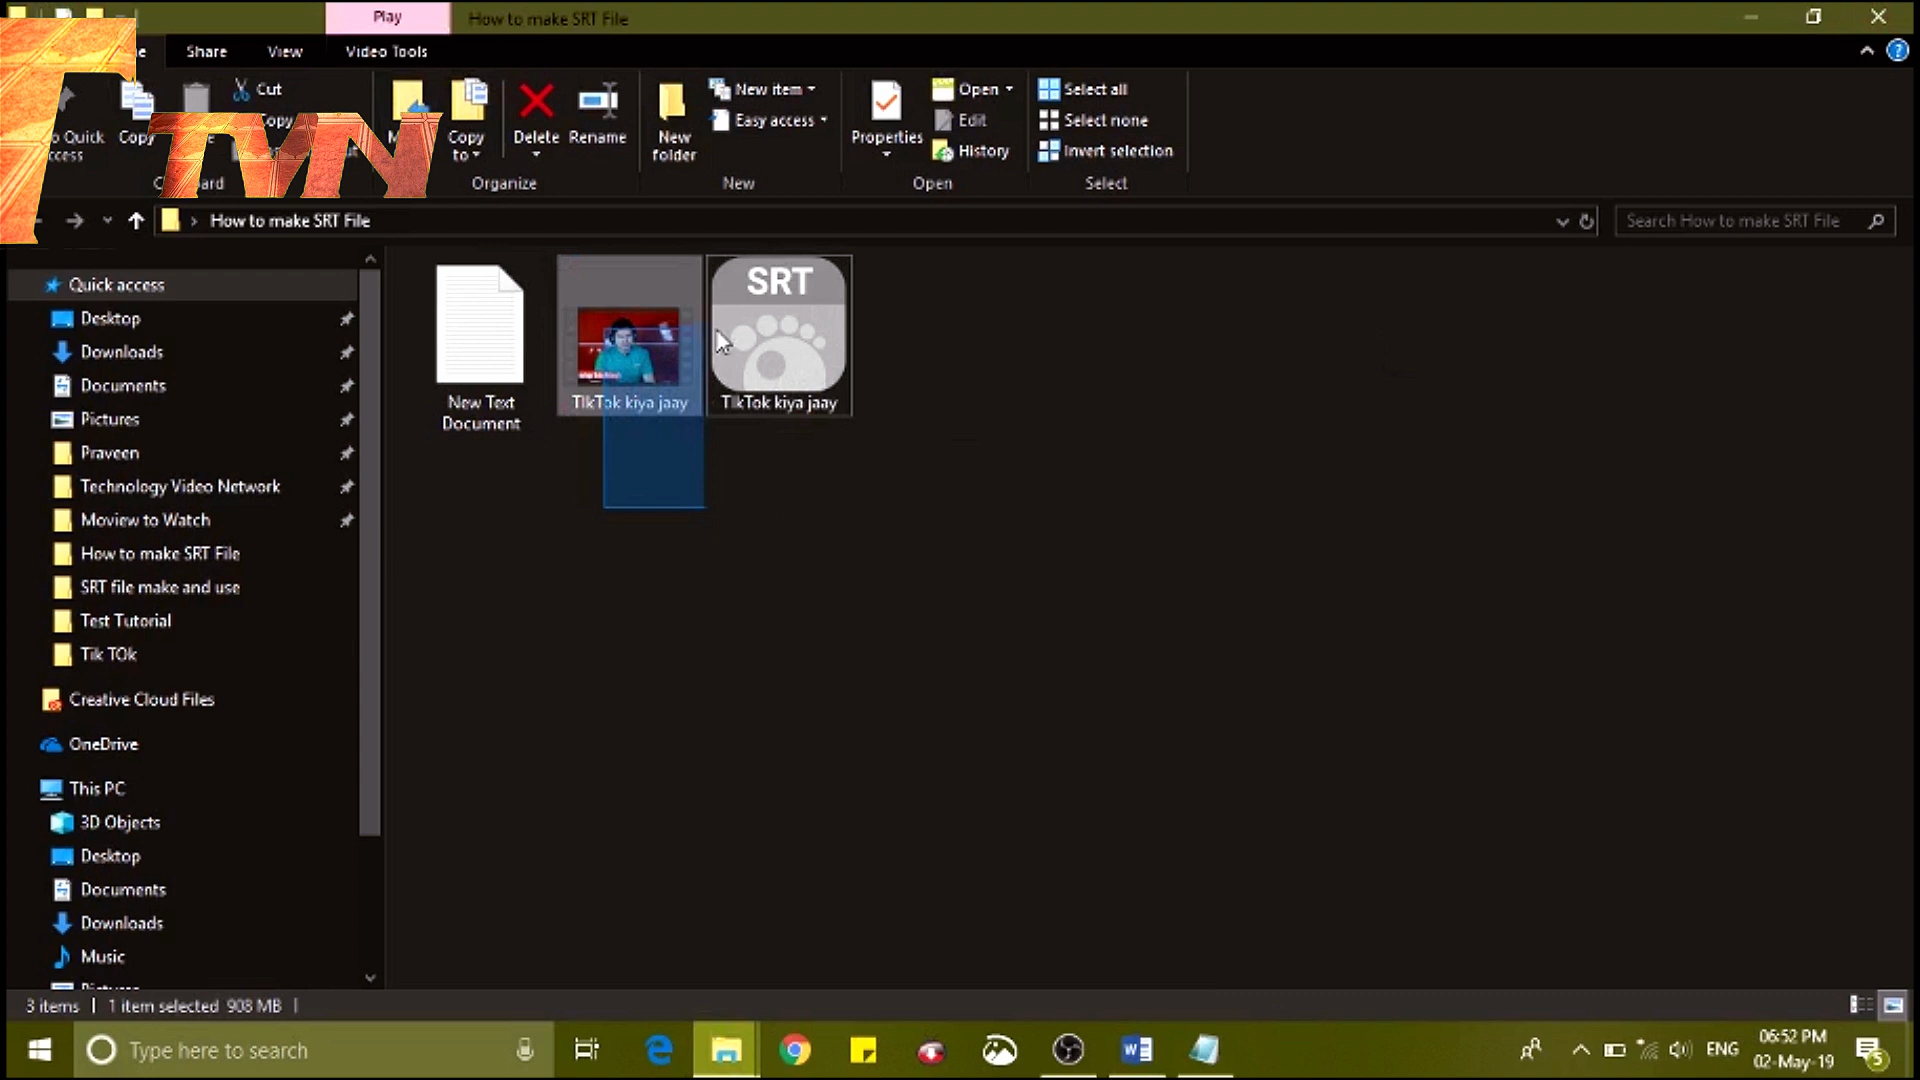 Play
How to make SRT File
Share
View
Video Tools
Copy
Cut
Copy
to
Delete
Rename
New
folder
New item
Easy access
Properties
Open
Edit
History
Select all
Select none
Invert selection
Organize
New
Open
Select
TVN
How to make SRT File
Search How to make SRT File
Quick access
Desktop
Downloads
Documents
Pictures
Praveen
Technology Video Network
Moview to Watch
How to make SRT File
SRT file make and use
Test Tutorial
Tik TOk
Creative Cloud Files
OneDrive
This PC
3D Objects
Desktop
Documents
Downloads
Music
New Text
Document
TikTok kiya jaay
SRT
TikTok kiya jaay
3 items
1 item selected 908 MB
Type here to search
ENG
06:52 PM
02-May-19
5